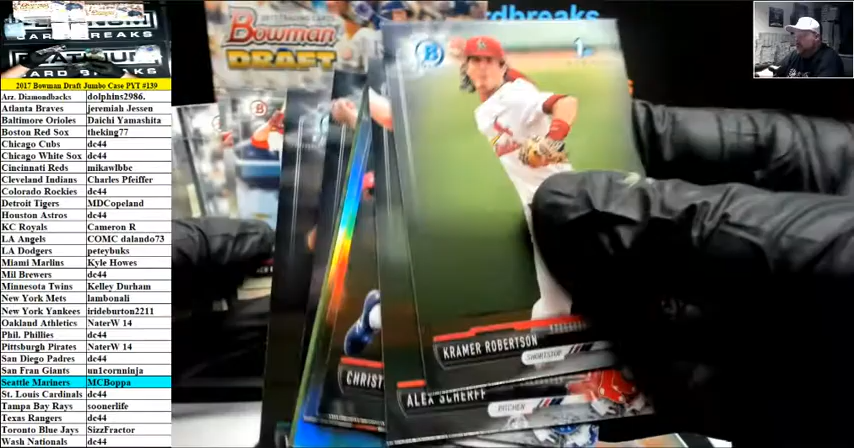 2017 Bowman Draft Jumbo Case PYT #139
Arz. Diamondbacks dolphins2986.
Atlanta Braves jeremiah Jessen
Baltimore Orioles Daichi Yamashita
Boston Red Sox theking77
Chicago Cubs dc44
Chicago White Sox dc44
Cincinnati Reds mikawlbbc
Cleveland Indians Charles Pfeiffer
Colorado Rockies dc44
Detroit Tigers MDCopeland
Houston Astros dc44
KC Royals Cameron R
LA Angels COMC dalando73
LA Dodgers peteybuks
Miami Marlins Kyle Howes
Mil Brewers dc44
Minnesota Twins Kelley Durham
New York Mets lambonali
New York Yankees irideburton2211
Oakland Athletics NaterW 14
Phil. Phillies dc44
Pittsburgh Pirates NaterW 14
San Diego Padres dc44
San Fran Giants un1cornninja
Seattle Mariners MCBoppa
St. Louis Cardinals dc44
Tampa Bay Rays soonerlife
Texas Rangers dc44
Toronto Blue Jays SizzFractor
Wash Nationals dc44
PLATINUM
CARD BREAKS
rdbreaks
Bowman
DRAFT
1st
KRAMER ROBERTSON
SHORTSTOP
CHRIST
ALEX SCHERFF
PITCHER